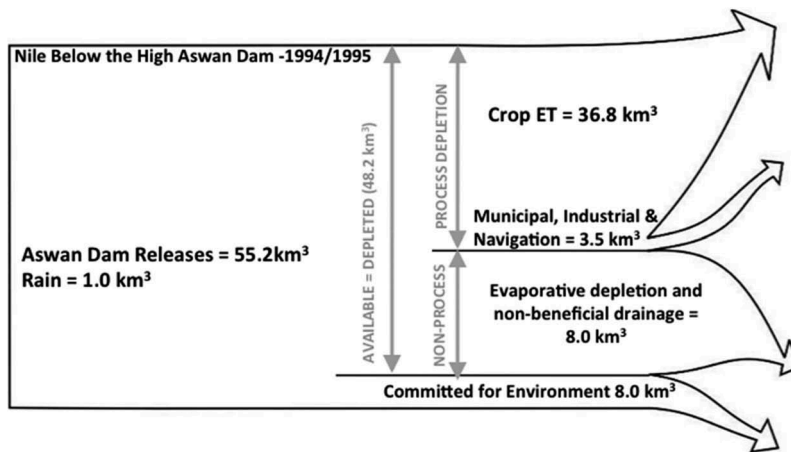 Nile Below the High Aswan Dam -1994/1995
Aswan Dam Releases = 55.2km³
Rain = 1.0 km³
AVAILABLE = DEPLETED (48.2 km³)
PROCESS DEPLETION
NON-PROCESS
Crop ET = 36.8 km³
Municipal, Industrial &
Navigation = 3.5 km³
Evaporative depletion and
non-beneficial drainage =
8.0 km³
Committed for Environment 8.0 km³